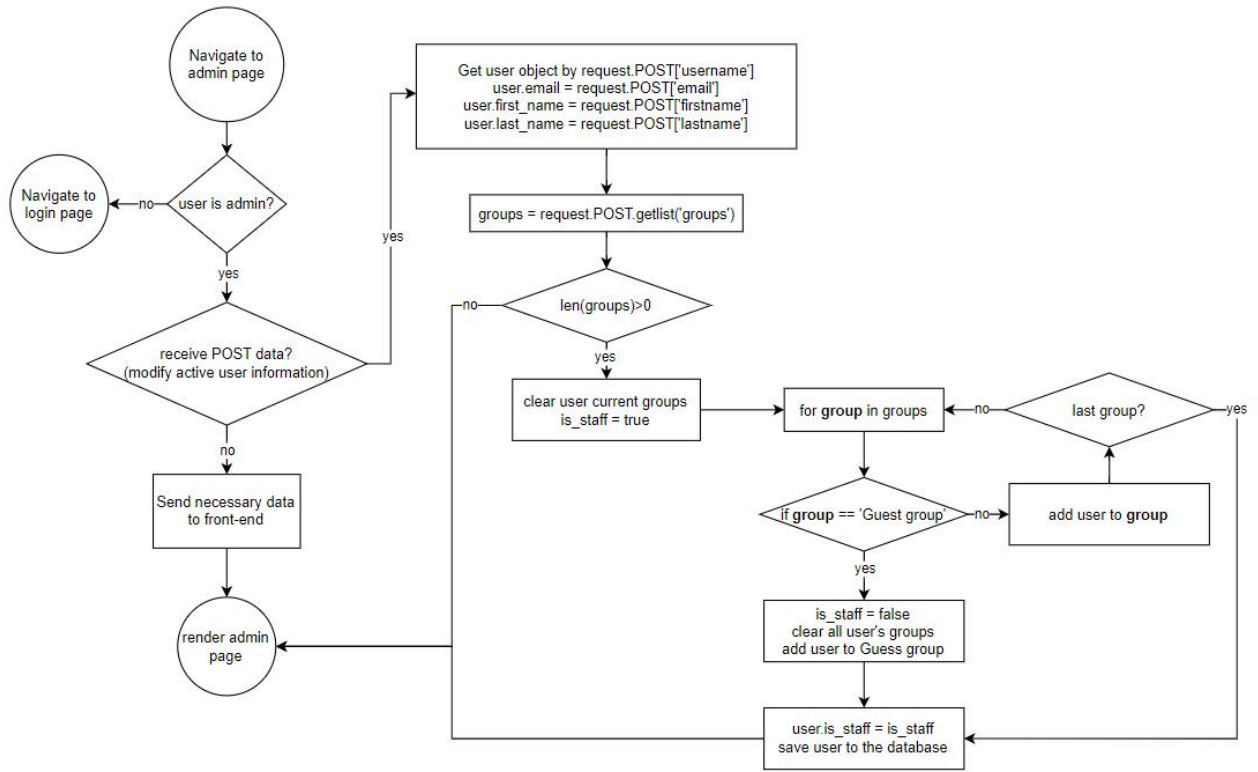 Navigate to
admin page
Navigate to
login page
no
user is admin?
yes
receive POST data?
(modify active user information)
yes
no
Send necessary data
to front-end
render admin
page
Get user object by request.POST['username']
user.email = request.POST['email']
user.first_name = request.POST['firstname']
user.last_name = request.POST['lastname']
groups = request.POST.getlist('groups')
no
len(groups)>0
yes
clear user current groups
is_staff = true
for group in groups
no
last group?
yes
if group == 'Guest group'
no
add user to group
yes
is_staff = false
clear all user's groups
add user to Guess group
user.is_staff = is_staff
save user to the database